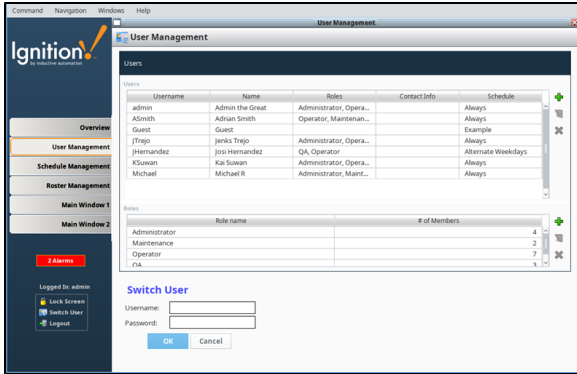 Command Navigation Windows Help
User Management
Ignition!
by inductive automation
User Management
Users
Users
Username Name Roles Contact Info Schedule
admin Admin the Great Administrator, Opera... Always
ASmith Adrian Smith Operator, Maintenan... Always
Guest Guest Example
JTrejo Jenks Trejo Administrator, Opera... Always
JHernandez Josi Hernandez QA, Operator Alternate Weekdays
KSuwan Kai Suwan Administrator, Opera... Always
Michael Michael R Administrator, Maint... Always
Overview
User Management
Schedule Management
Roster Management
Main Window 1
Main Window 2
Roles
Role name # of Members
Administrator 4
Maintenance 2
Operator 7
QA 3
2 Alarms
Logged In: admin
Lock Screen
Switch User
Logout
Switch User
Username:
Password:
OK Cancel